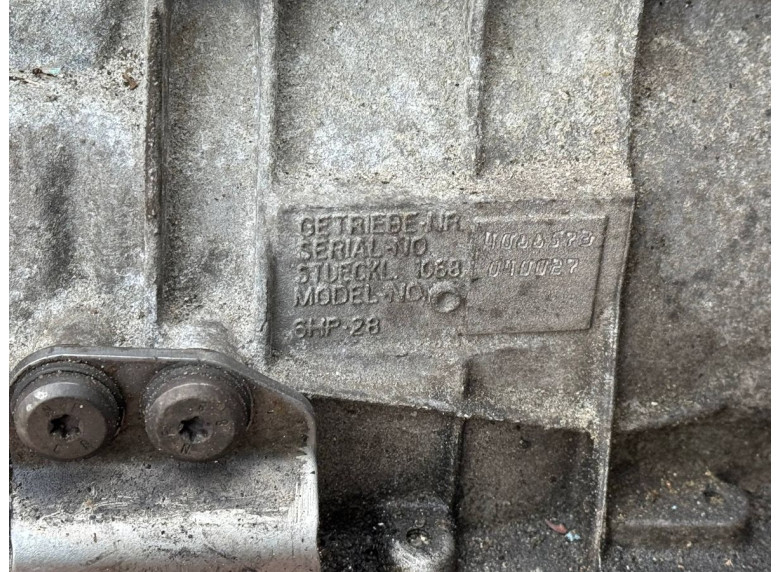 GETRIEBE-NR.
SERIAL-NO
STUECKL. 1068
MODEL-NO.
6HP-28
040027